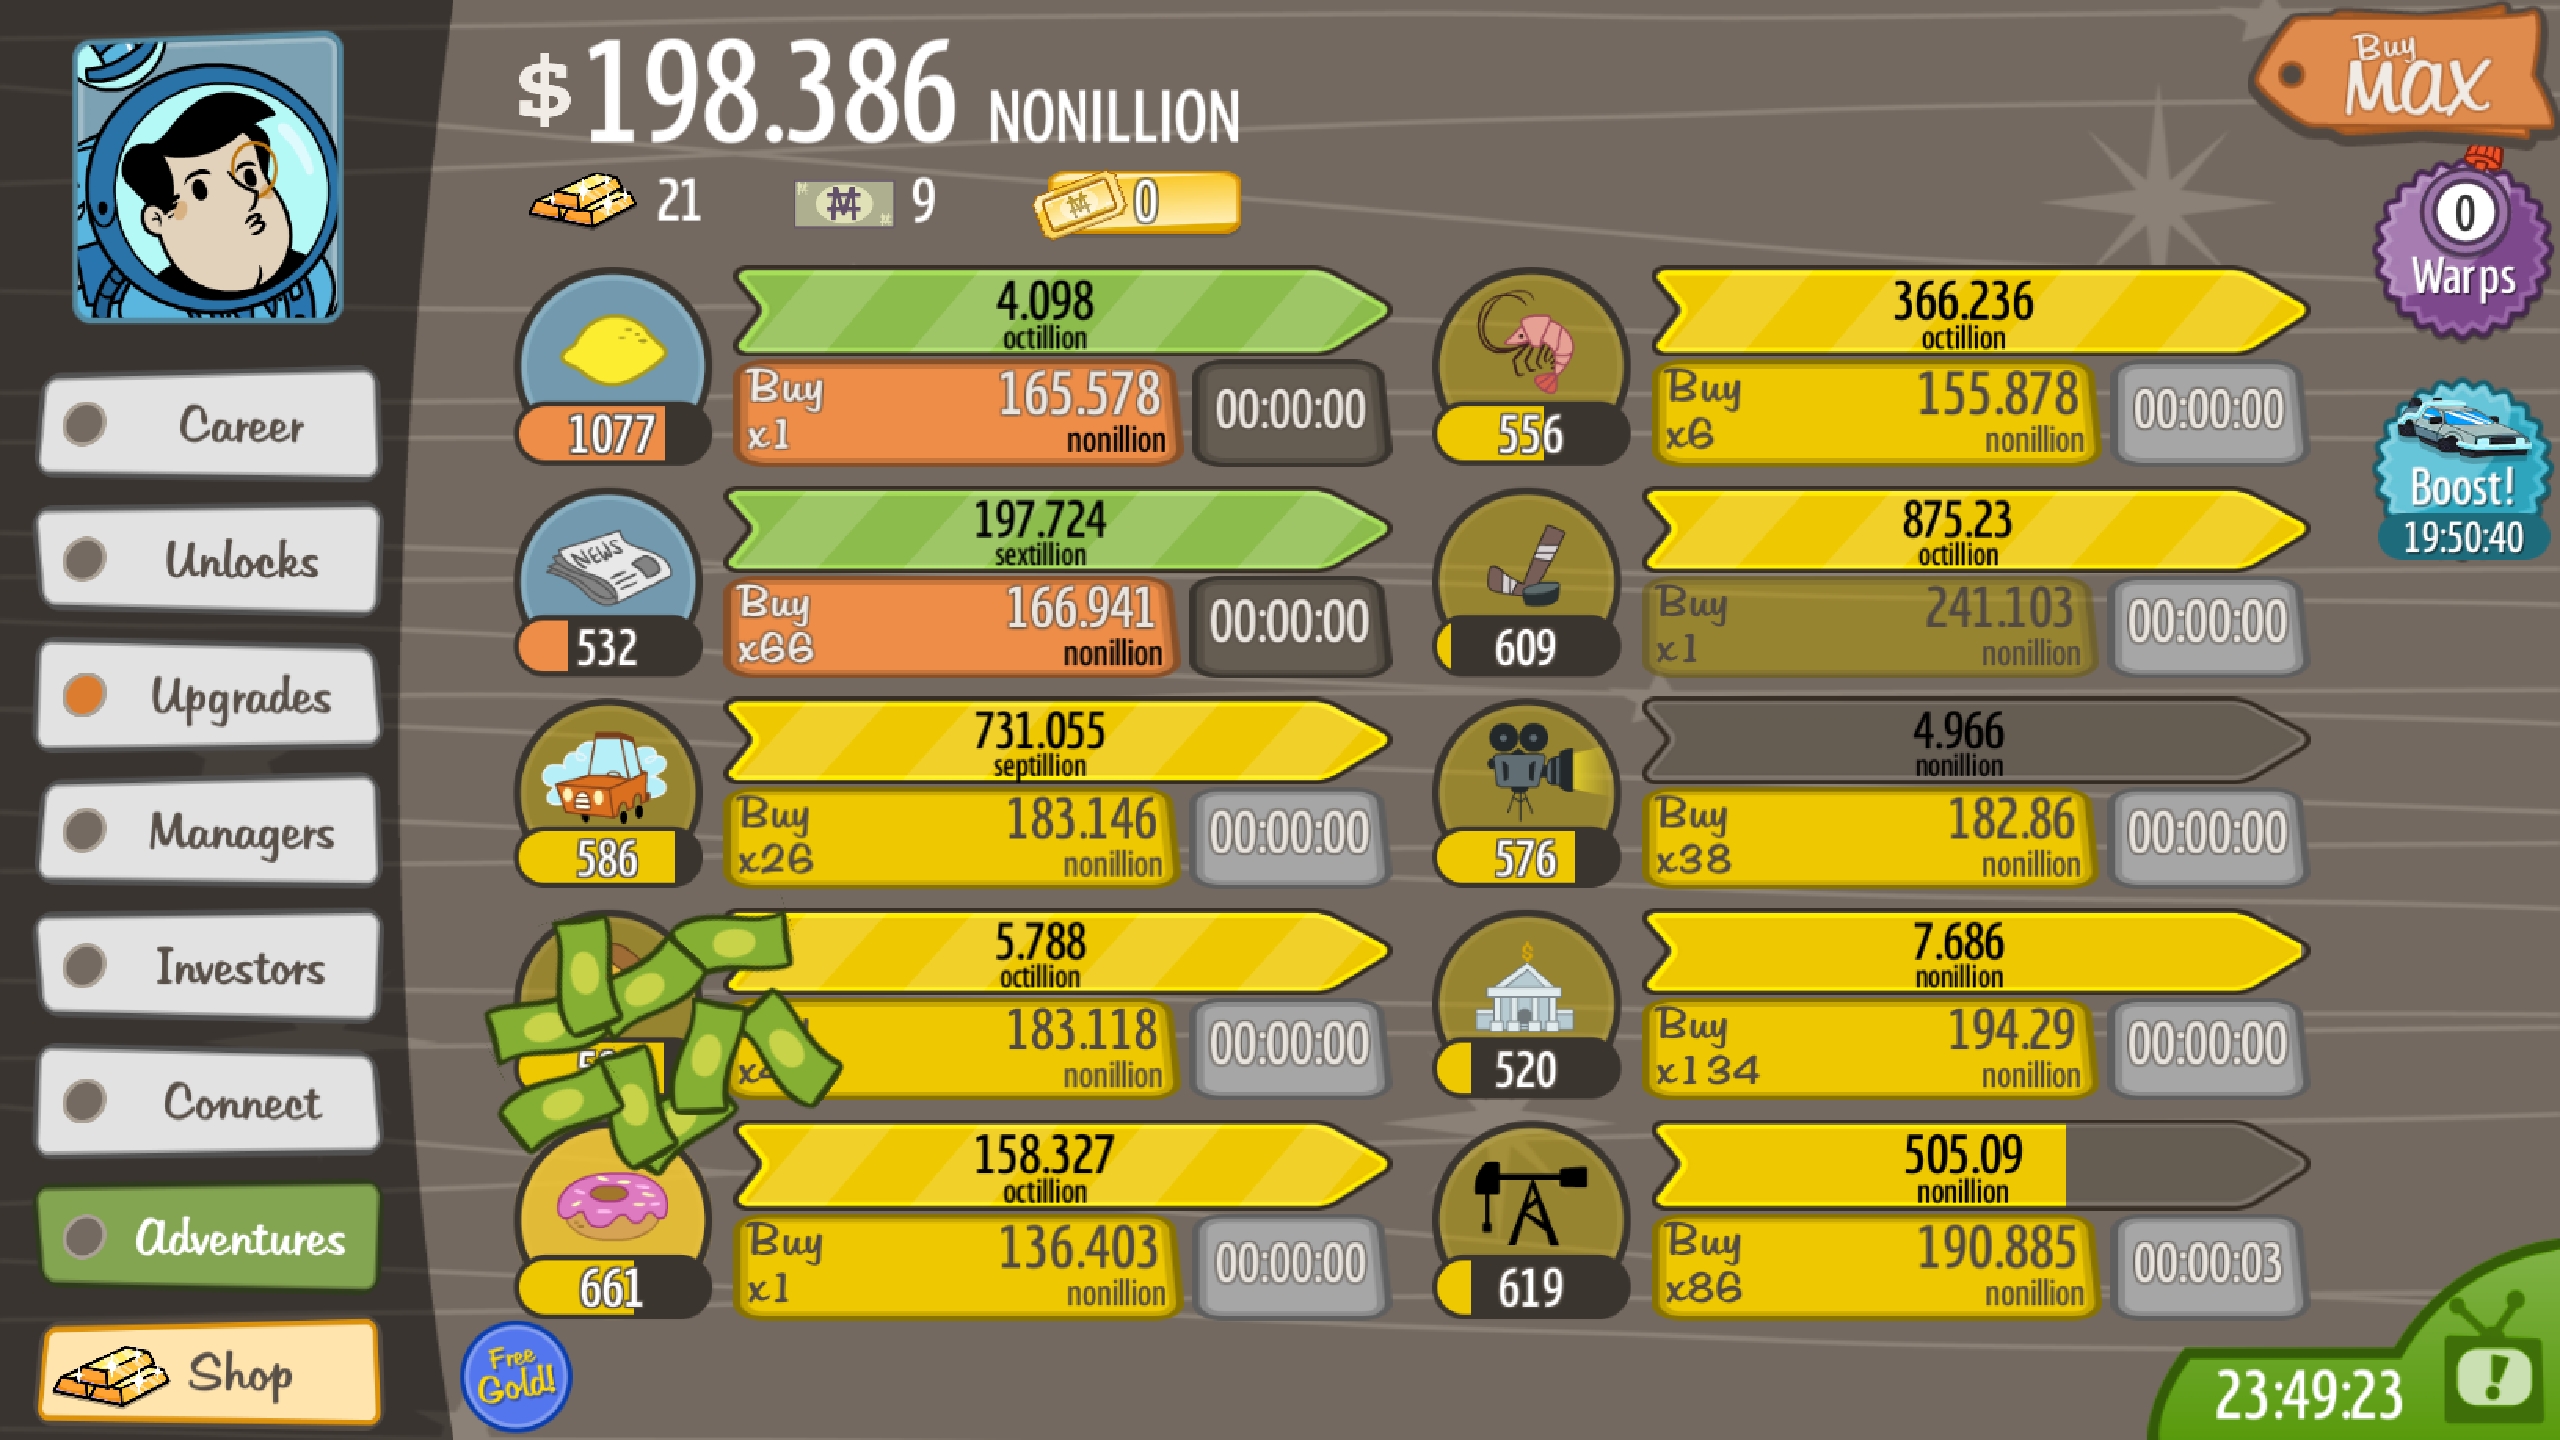 $198.386 NONILLION
Buy
MAX
21
9
0
0
Warps
Boost!
19:50:40
Career
Unlocks
Upgrades
Managers
Investors
Connect
Adventures
Shop
4.098
octillion
1077
Buy
x1
165.578
nonillion
00:00:00
366.236
octillion
556
Buy
x6
155.878
nonillion
00:00:00
NEWS
197.724
sextillion
532
Buy
x66
166.941
nonillion
00:00:00
875.23
octillion
609
Buy
x1
241.103
nonillion
00:00:00
731.055
septillion
586
Buy
x26
183.146
nonillion
00:00:00
4.966
nonillion
576
Buy
x38
182.86
nonillion
00:00:00
5.788
octillion
183.118
nonillion
00:00:00
7.686
nonillion
520
Buy
x134
194.29
nonillion
00:00:00
158.327
octillion
661
Buy
x1
136.403
nonillion
00:00:00
505.09
nonillion
619
Buy
x86
190.885
nonillion
00:00:03
Free
Gold!
23:49:23